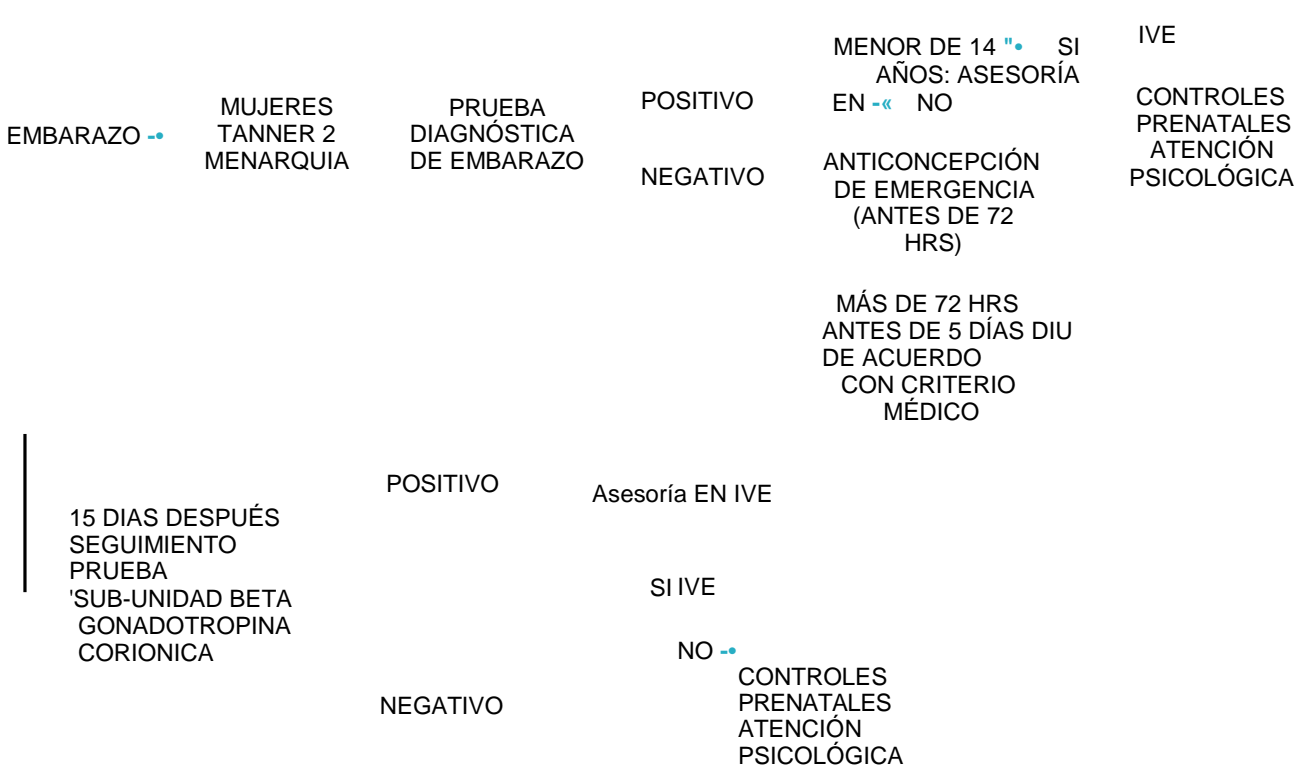 EMBARAZO -•
MUJERES
TANNER 2
MENARQUIA
PRUEBA
DIAGNÓSTICA
DE EMBARAZO
POSITIVO
NEGATIVO
MENOR DE 14 "• SI
AÑOS: ASESORÍA
EN -« NO
IVE
CONTROLES
PRENATALES
ATENCIÓN
PSICOLÓGICA
ANTICONCEPCIÓN
DE EMERGENCIA
(ANTES DE 72
HRS)
MÁS DE 72 HRS
ANTES DE 5 DÍAS DIU
DE ACUERDO
CON CRITERIO
MÉDICO
15 DIAS DESPUÉS
SEGUIMIENTO
PRUEBA
'SUB-UNIDAD BETA
GONADOTROPINA
CORIONICA
POSITIVO
NEGATIVO
Asesoría EN IVE
SI IVE
NO -•
CONTROLES
PRENATALES
ATENCIÓN
PSICOLÓGICA